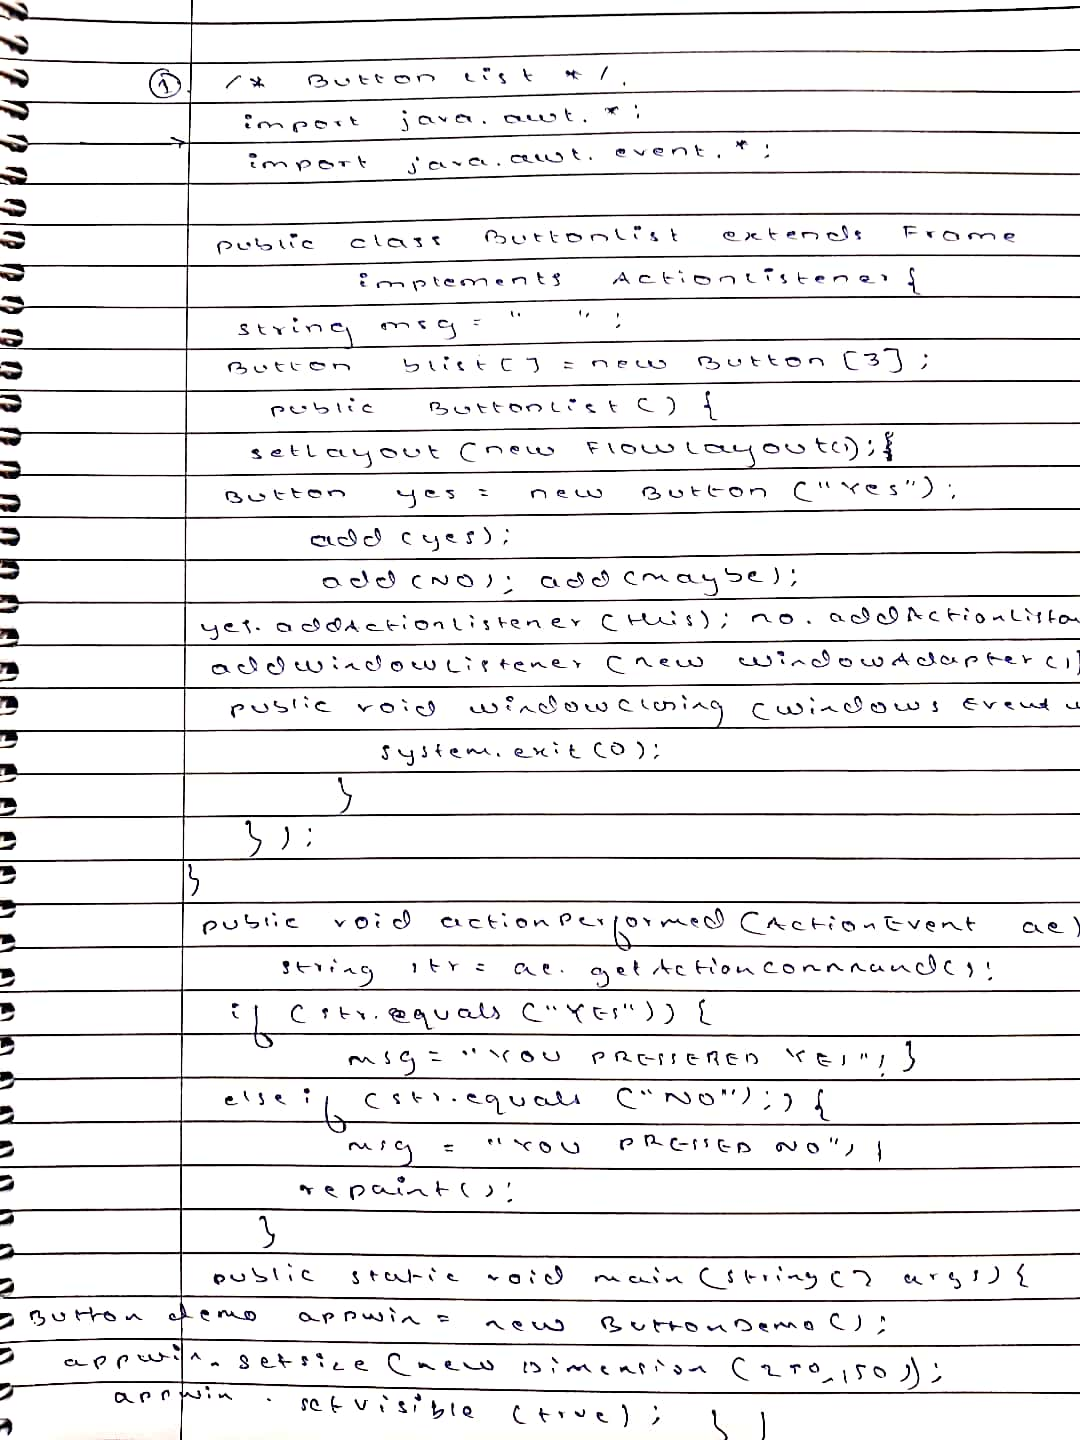 ① /* Button List */.
import java.awt.*;
import java.awt.event.*;
public class ButtonList extends Frame
implements ActionListener {
string msg = " ";
Button blist[] = new Button [3];
public ButtonList () {
setLayout (new FlowLayout());{
Button yes = new Button ("Yes");
add (yes);
add (NO); add (maybe);
yes.addActionListener (this); no.addActionListen
addwindowListener (new windowAdapter()
public void windowclosing (windows Event
system.exit(0);
}
});
}
public void actionPerformed (ActionEvent ae)
string str = ae.getActioncommand();
if (str.equals ("YES")) {
msg = "YOU PRESSERED YES"; }
else if (str.equals ("NO");) {
msg = "YOU PRESSED NO"; }
repaint();
}
public static void main (string [] args) {
Button demo appwin = new ButtonDemo ();
appwin.setsize (new Dimension (250,150));
appwin.setvisible (true); } }